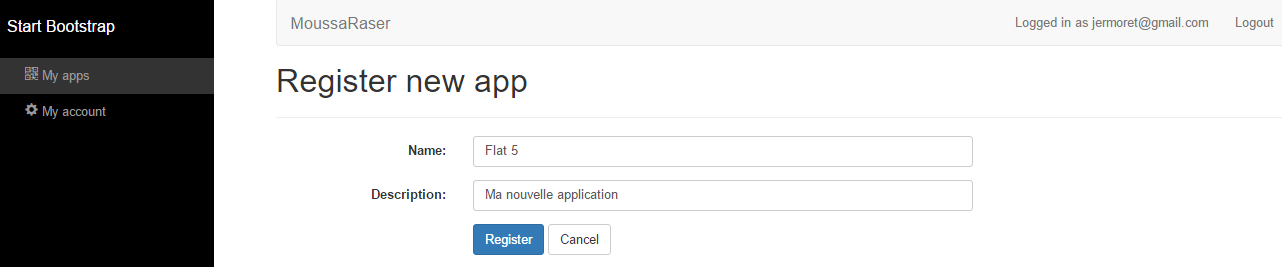 Start Bootstrap
My apps
My account
MoussaRaser
Logged in as jermoret@gmail.com
Logout
Register new app
Name: Flat 5
Description: Ma nouvelle application
Register Cancel